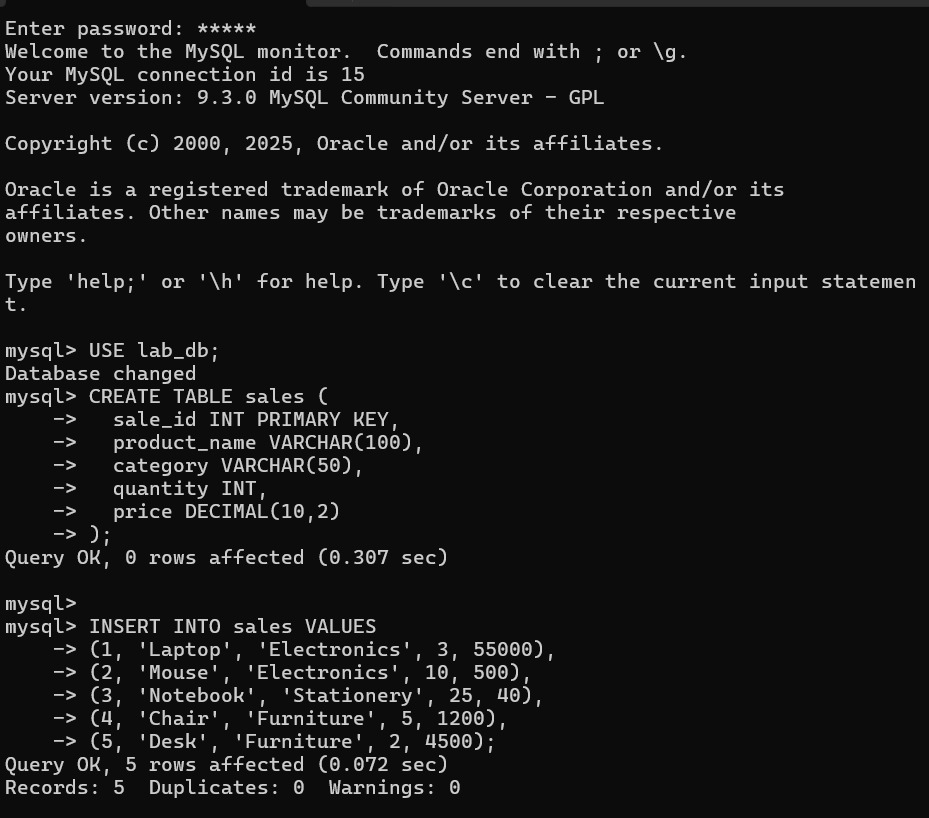 Enter password: *****
Welcome to the MySQL monitor.  Commands end with ; or \g.
Your MySQL connection id is 15
Server version: 9.3.0 MySQL Community Server - GPL

Copyright (c) 2000, 2025, Oracle and/or its affiliates.

Oracle is a registered trademark of Oracle Corporation and/or its
affiliates. Other names may be trademarks of their respective
owners.

Type 'help;' or '\h' for help. Type '\c' to clear the current input statemen
t.

mysql> USE lab_db;
Database changed
mysql> CREATE TABLE sales (
    ->   sale_id INT PRIMARY KEY,
    ->   product_name VARCHAR(100),
    ->   category VARCHAR(50),
    ->   quantity INT,
    ->   price DECIMAL(10,2)
    -> );
Query OK, 0 rows affected (0.307 sec)

mysql>
mysql> INSERT INTO sales VALUES
    -> (1, 'Laptop', 'Electronics', 3, 55000),
    -> (2, 'Mouse', 'Electronics', 10, 500),
    -> (3, 'Notebook', 'Stationery', 25, 40),
    -> (4, 'Chair', 'Furniture', 5, 1200),
    -> (5, 'Desk', 'Furniture', 2, 4500);
Query OK, 5 rows affected (0.072 sec)
Records: 5  Duplicates: 0  Warnings: 0